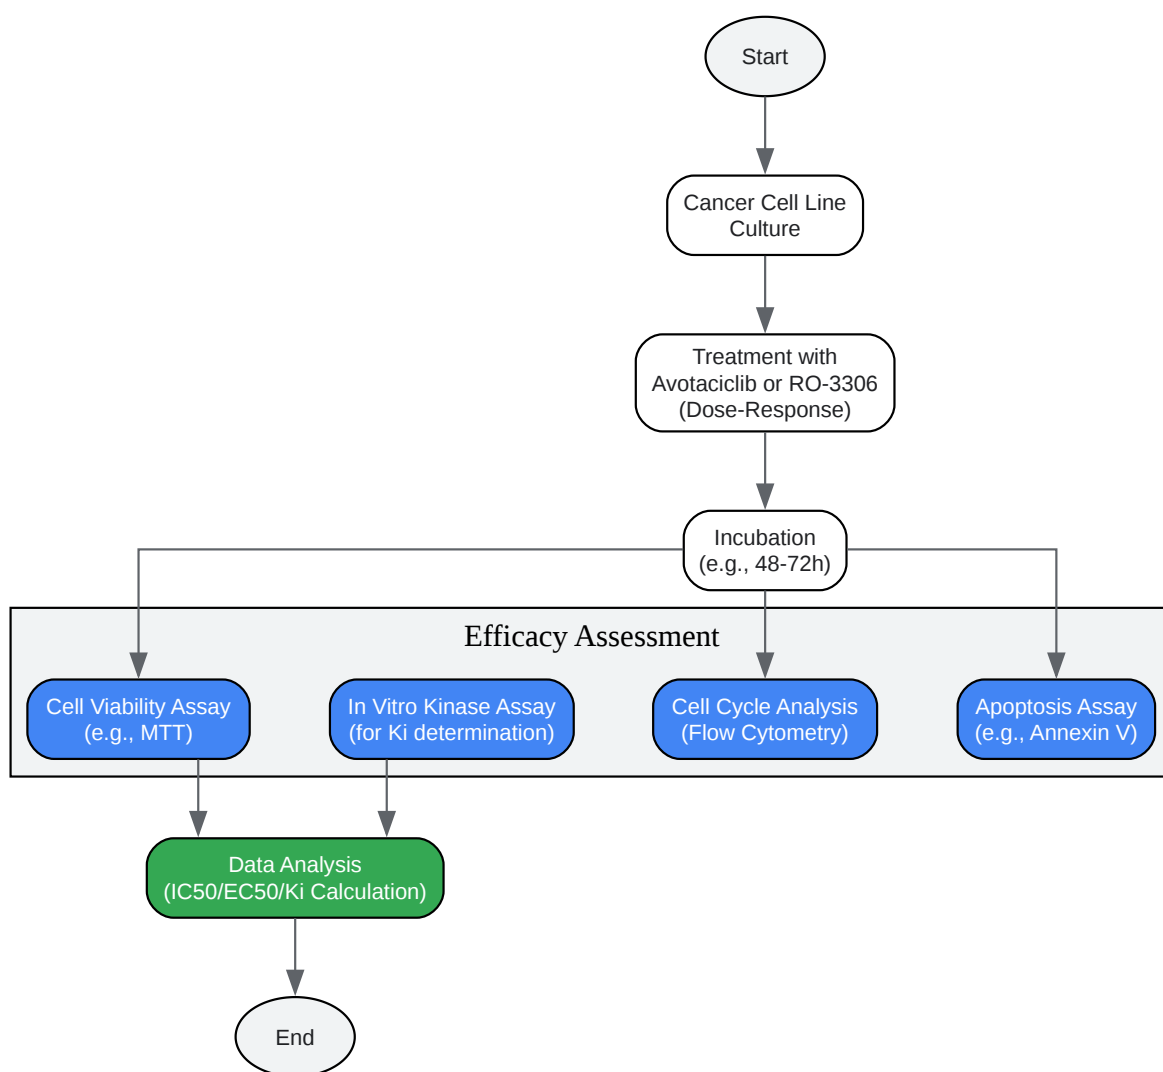 Start
Cancer Cell Line
Culture
Treatment with
Avotaciclib or RO-3306
(Dose-Response)
Incubation
(e.g., 48-72h)
Efficacy Assessment
Cell Viability Assay
(e.g., MTT)
In Vitro Kinase Assay
(for Ki determination)
Cell Cycle Analysis
(Flow Cytometry)
Apoptosis Assay
(e.g., Annexin V)
Data Analysis
(IC50/EC50/Ki Calculation)
End